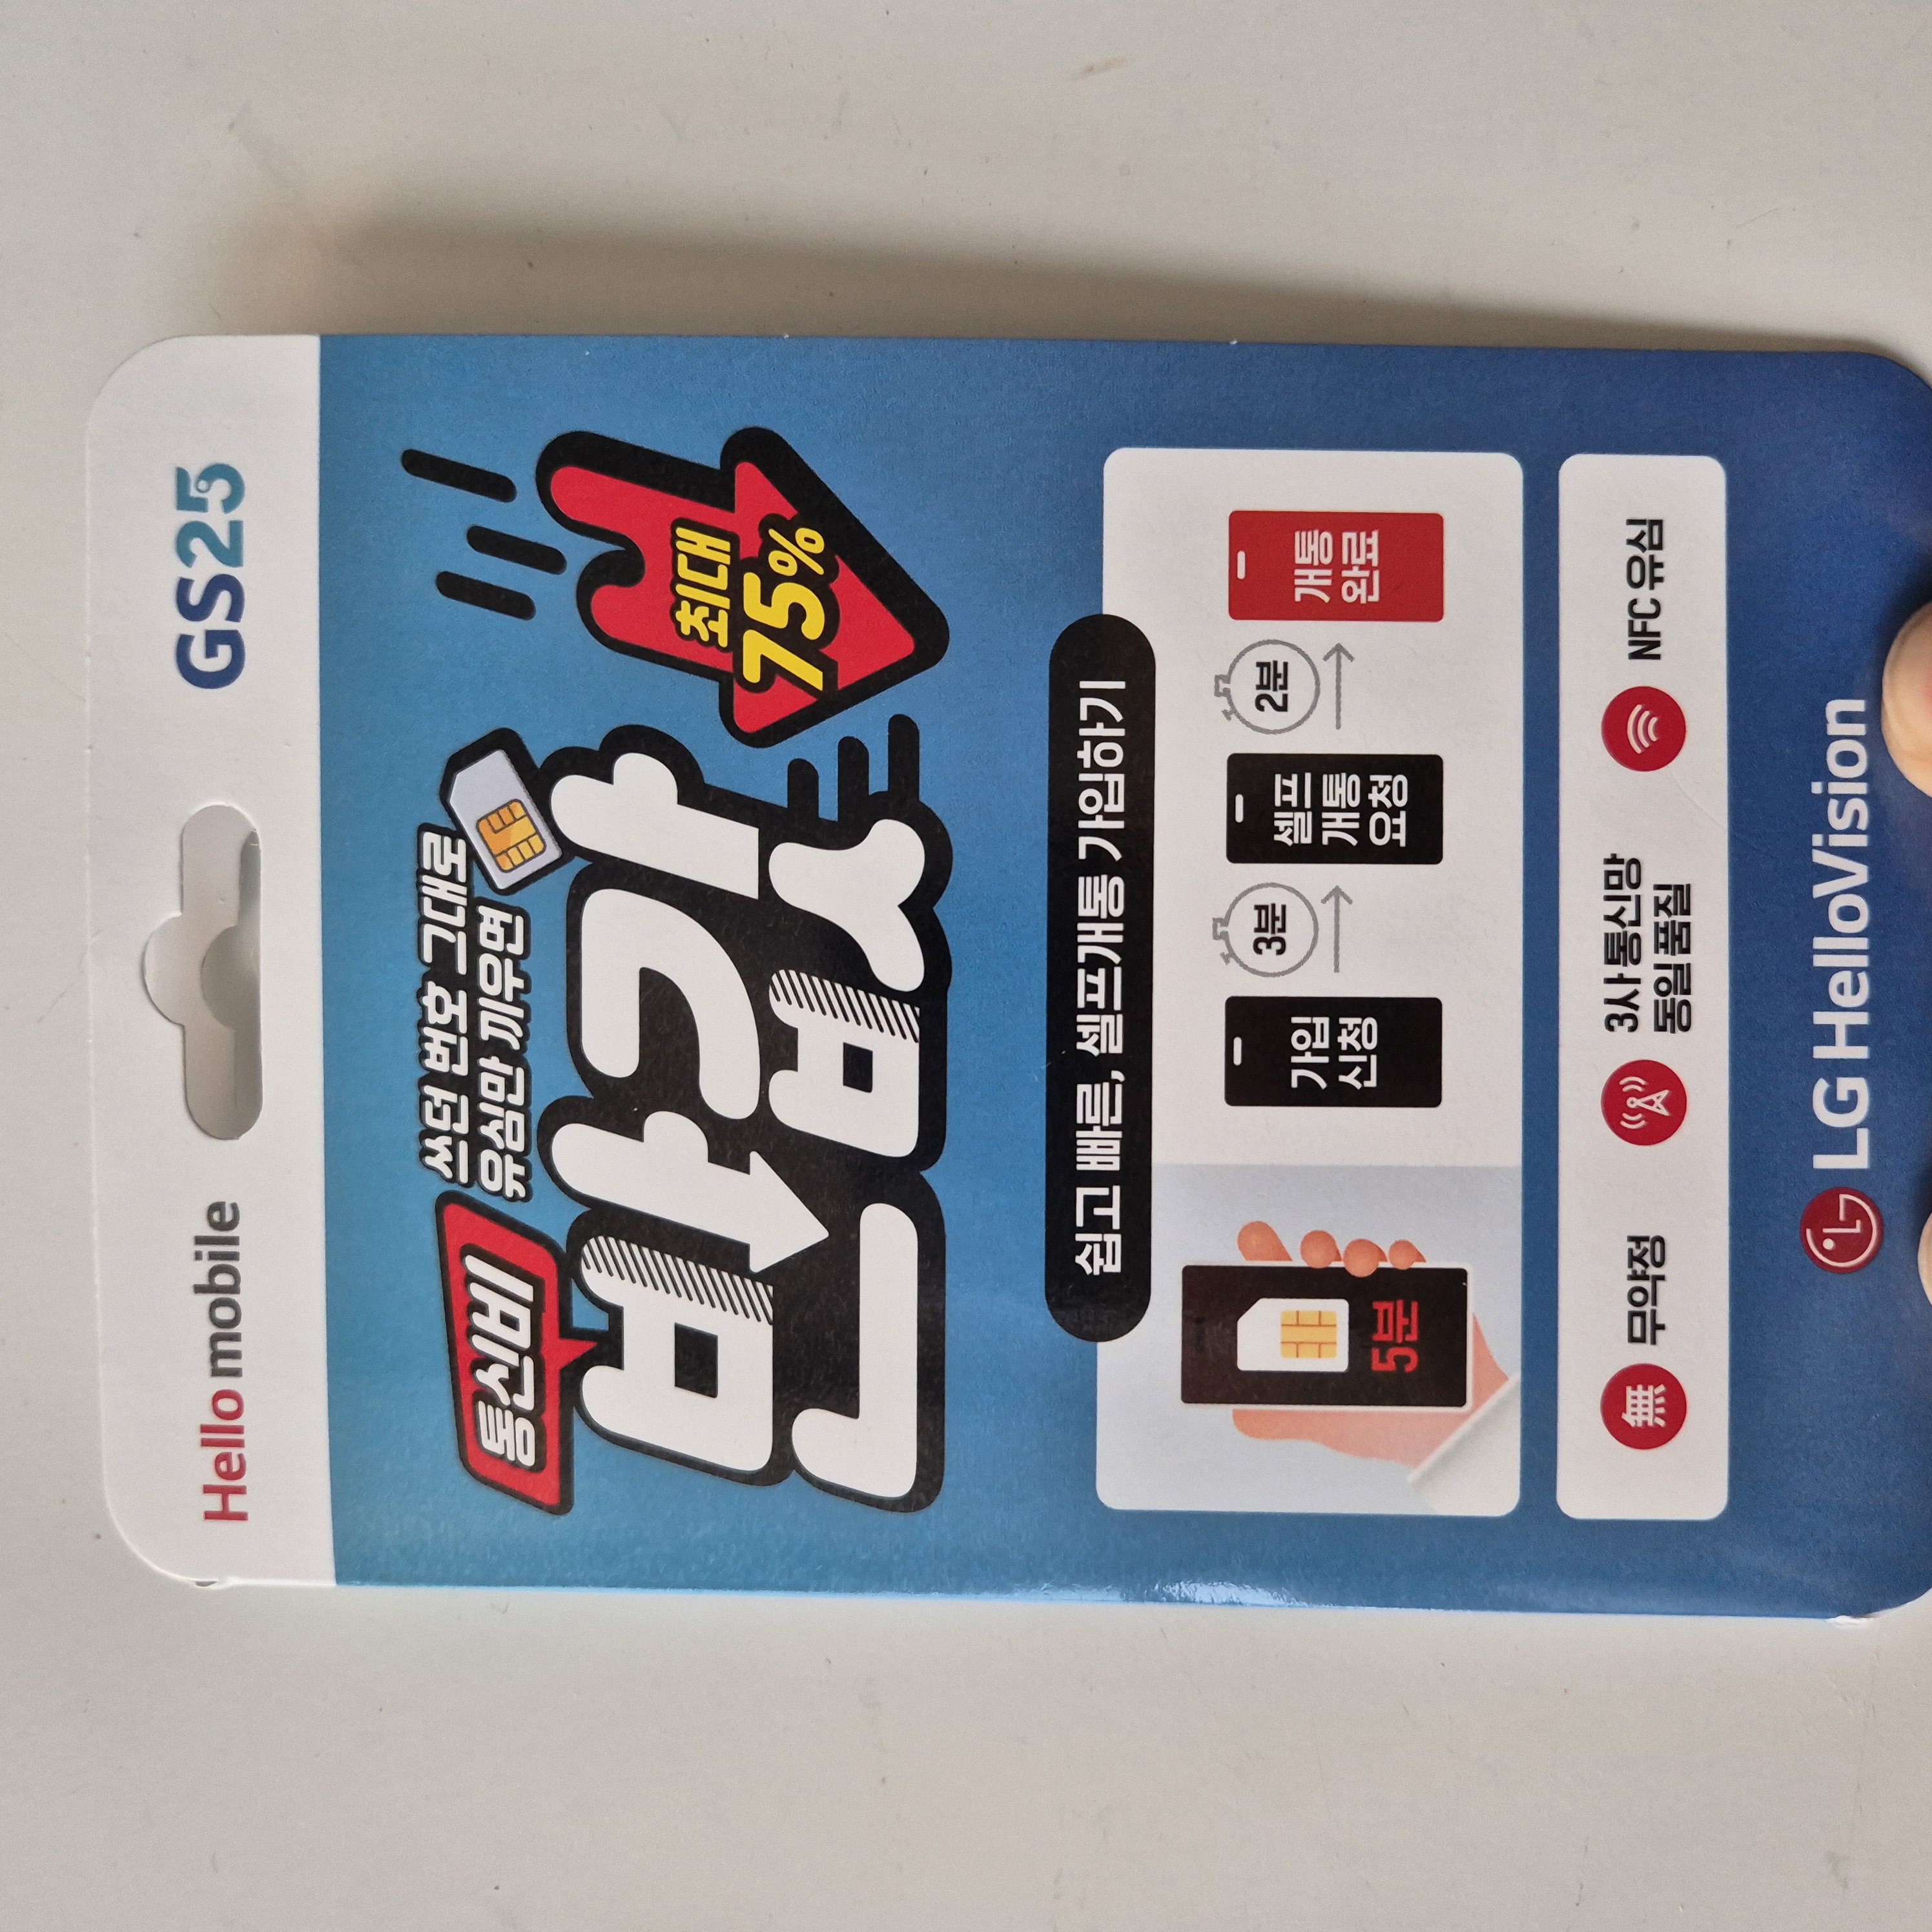 Hello mobile
GS25
쓰던 번호 그대로
유심만 끼우면
통신비
반값
최대
75%
쉽고 빠른, 셀프개통 가입하기
5분
가입
신청
3분
셀프
개통
요청
2분
개통
완료
無 무약정
3사 통신망
동일 품질
NFC 유심
LG HelloVision